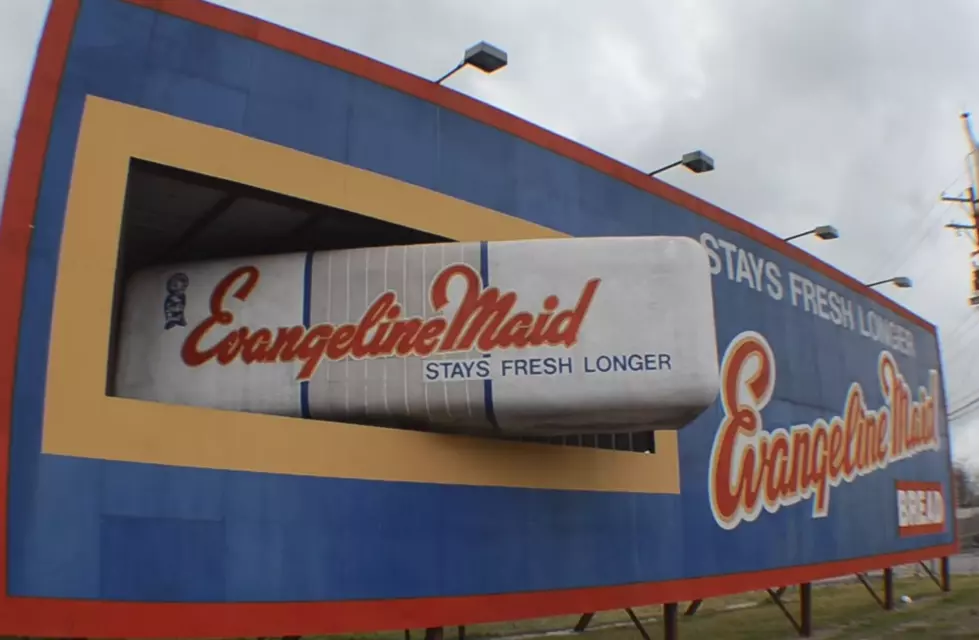 Evangeline Maid
STAYS FRESH LONGER
STAYS FRESH LONGER
Evangeline Maid
BREAD